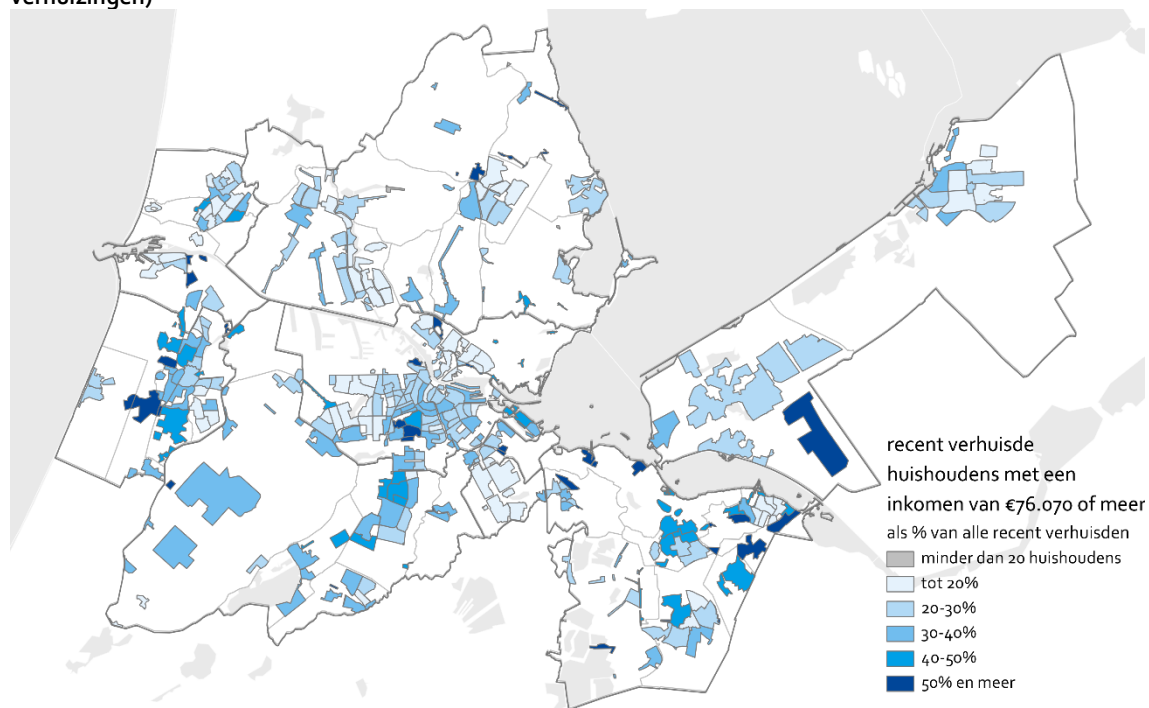 verhuizingen)
recent verhuisde
huishoudens met een
inkomen van €76.070 of meer
als % van alle recent verhuisden
minder dan 20 huishoudens
tot 20%
20-30%
30-40%
40-50%
50% en meer